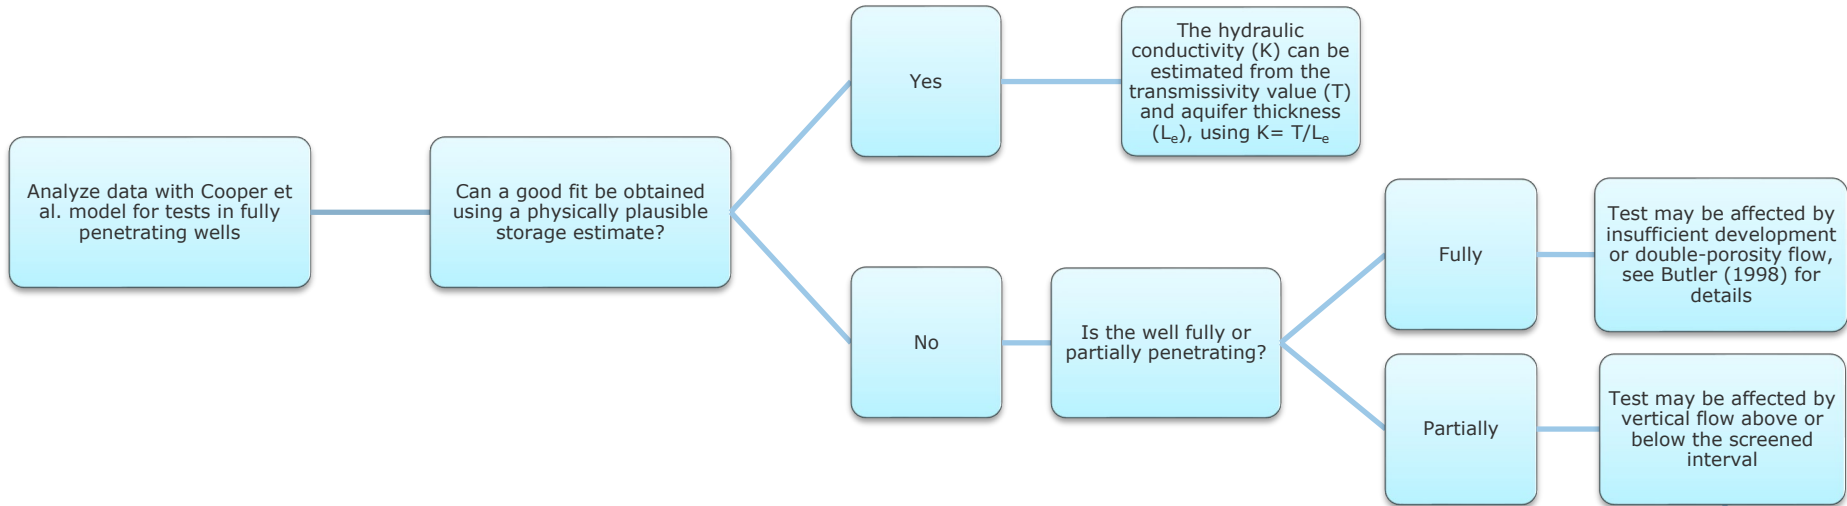 Analyze data with Cooper et
al. model for tests in fully
penetrating wells
Can a good fit be obtained
using a physically plausible
storage estimate?
Yes
The hydraulic
conductivity (K) can be
estimated from the
transmissivity value (T)
and aquifer thickness
(Lₑ), using K= T/Lₑ
No
Is the well fully or
partially penetrating?
Fully
Test may be affected by
insufficient development
or double-porosity flow,
see Butler (1998) for
details
Partially
Test may be affected by
vertical flow above or
below the screened
interval